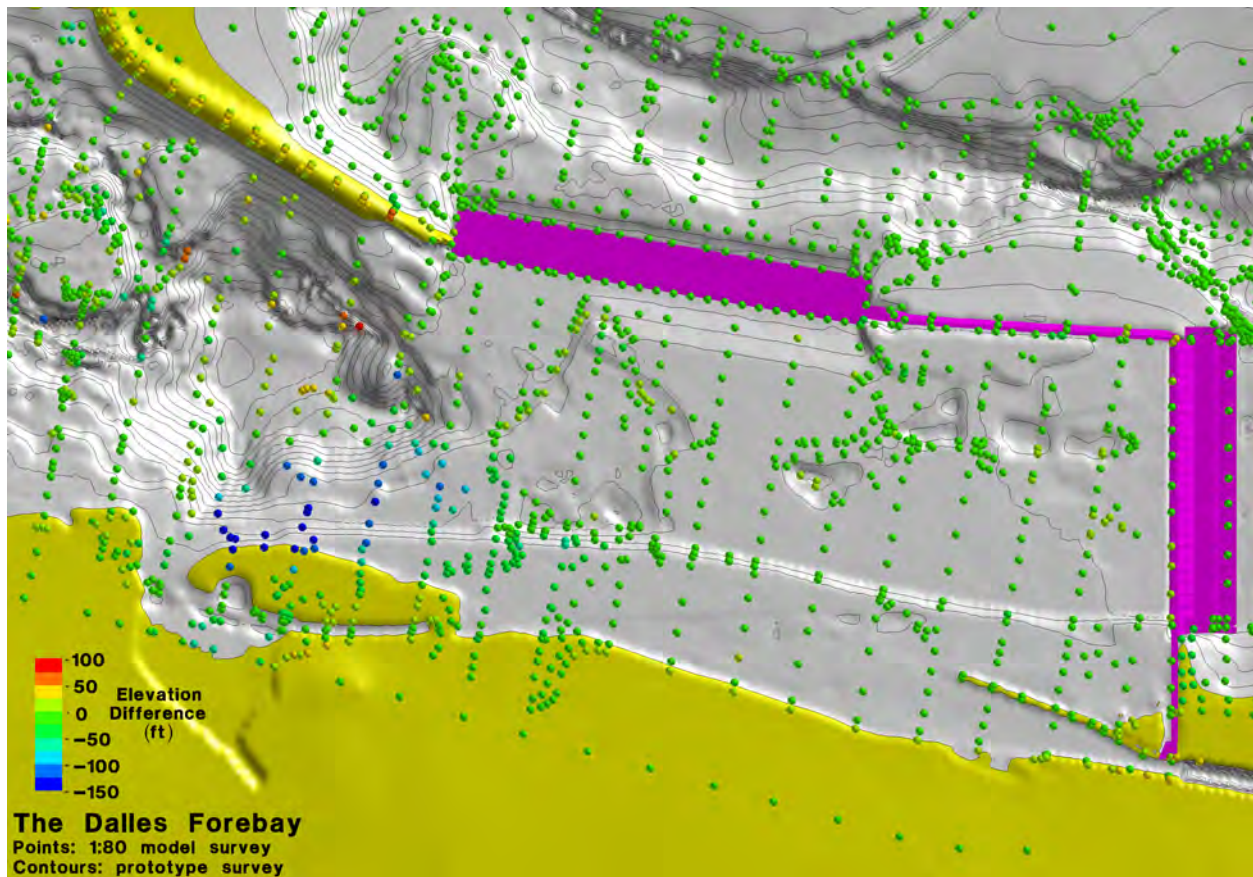 100
50
0
-50
-100
-150
Elevation
Difference
(ft)
The Dalles Forebay
Points: 1:80 model survey
Contours: prototype survey